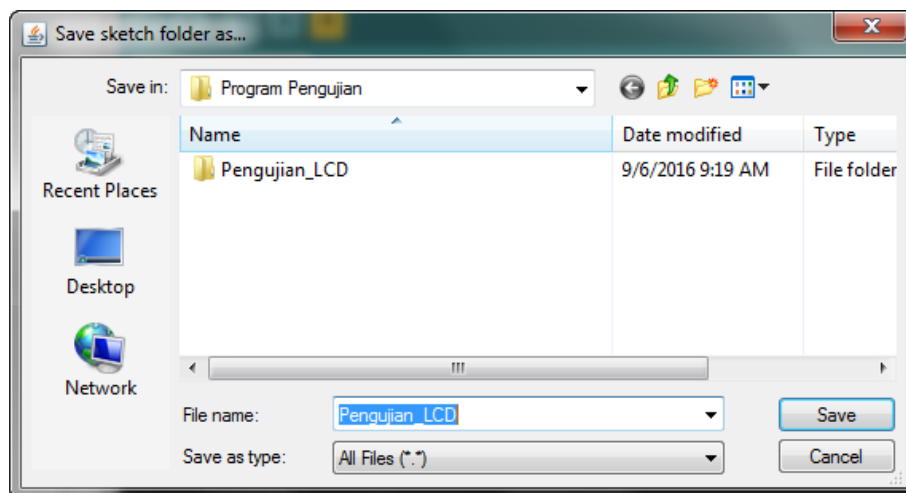 Save sketch folder as...
Save in: Program Pengujian
Name Date modified Type
Pengujian_LCD 9/6/2016 9:19 AM File folder
Recent Places
Desktop
Network
File name: Pengujian_LCD Save
Save as type: All Files (*.*) Cancel